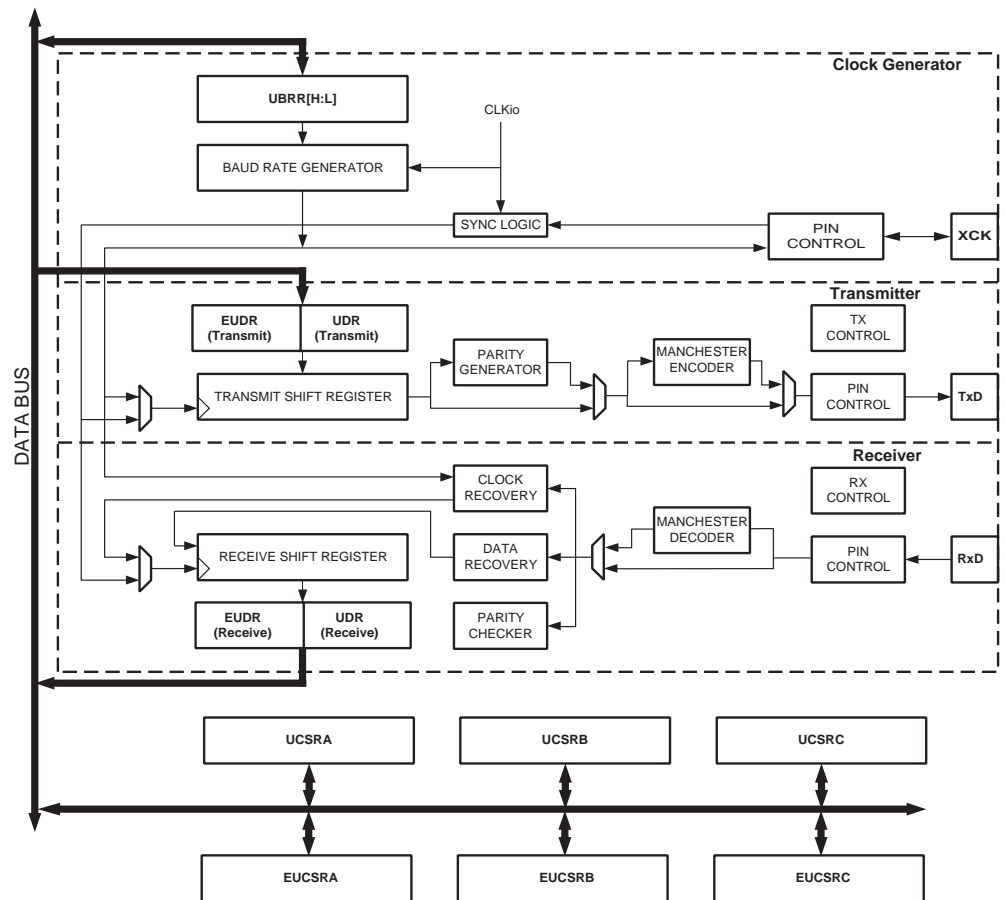 Clock Generator
UBRR[H:L]
CLKio
BAUD RATE GENERATOR
SYNC LOGIC
PIN
CONTROL
XCK
Transmitter
EUDR
(Transmit)
UDR
(Transmit)
TX
CONTROL
PARITY
GENERATOR
MANCHESTER
ENCODER
TRANSMIT SHIFT REGISTER
PIN
CONTROL
TxD
DATA BUS
Receiver
CLOCK
RECOVERY
RX
CONTROL
MANCHESTER
DECODER
RECEIVE SHIFT REGISTER
DATA
RECOVERY
PIN
CONTROL
RxD
EUDR
(Receive)
UDR
(Receive)
PARITY
CHECKER
UCSRA
UCSRB
UCSRC
EUCSRA
EUCSRB
EUCSRC